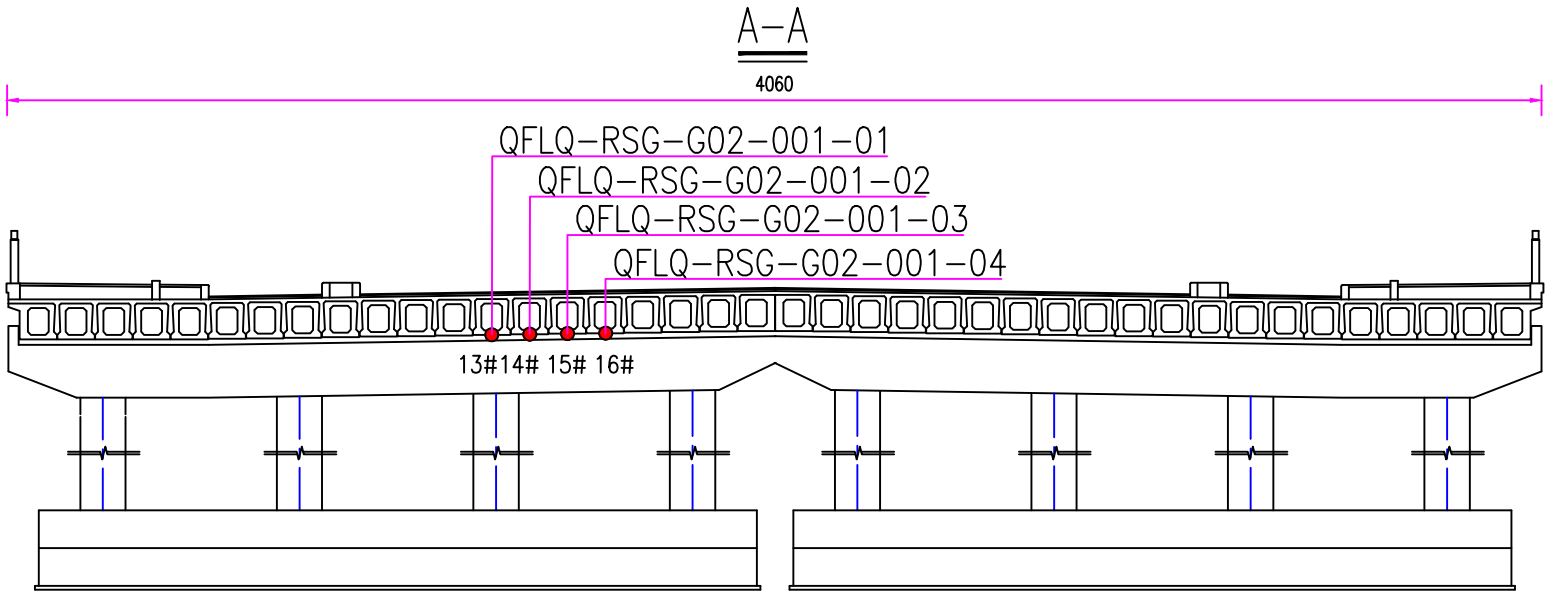 A-A
4060
QFLQ-RSG-G02-001-01
QFLQ-RSG-G02-001-02
QFLQ-RSG-G02-001-03
QFLQ-RSG-G02-001-04
13# 14# 15# 16#